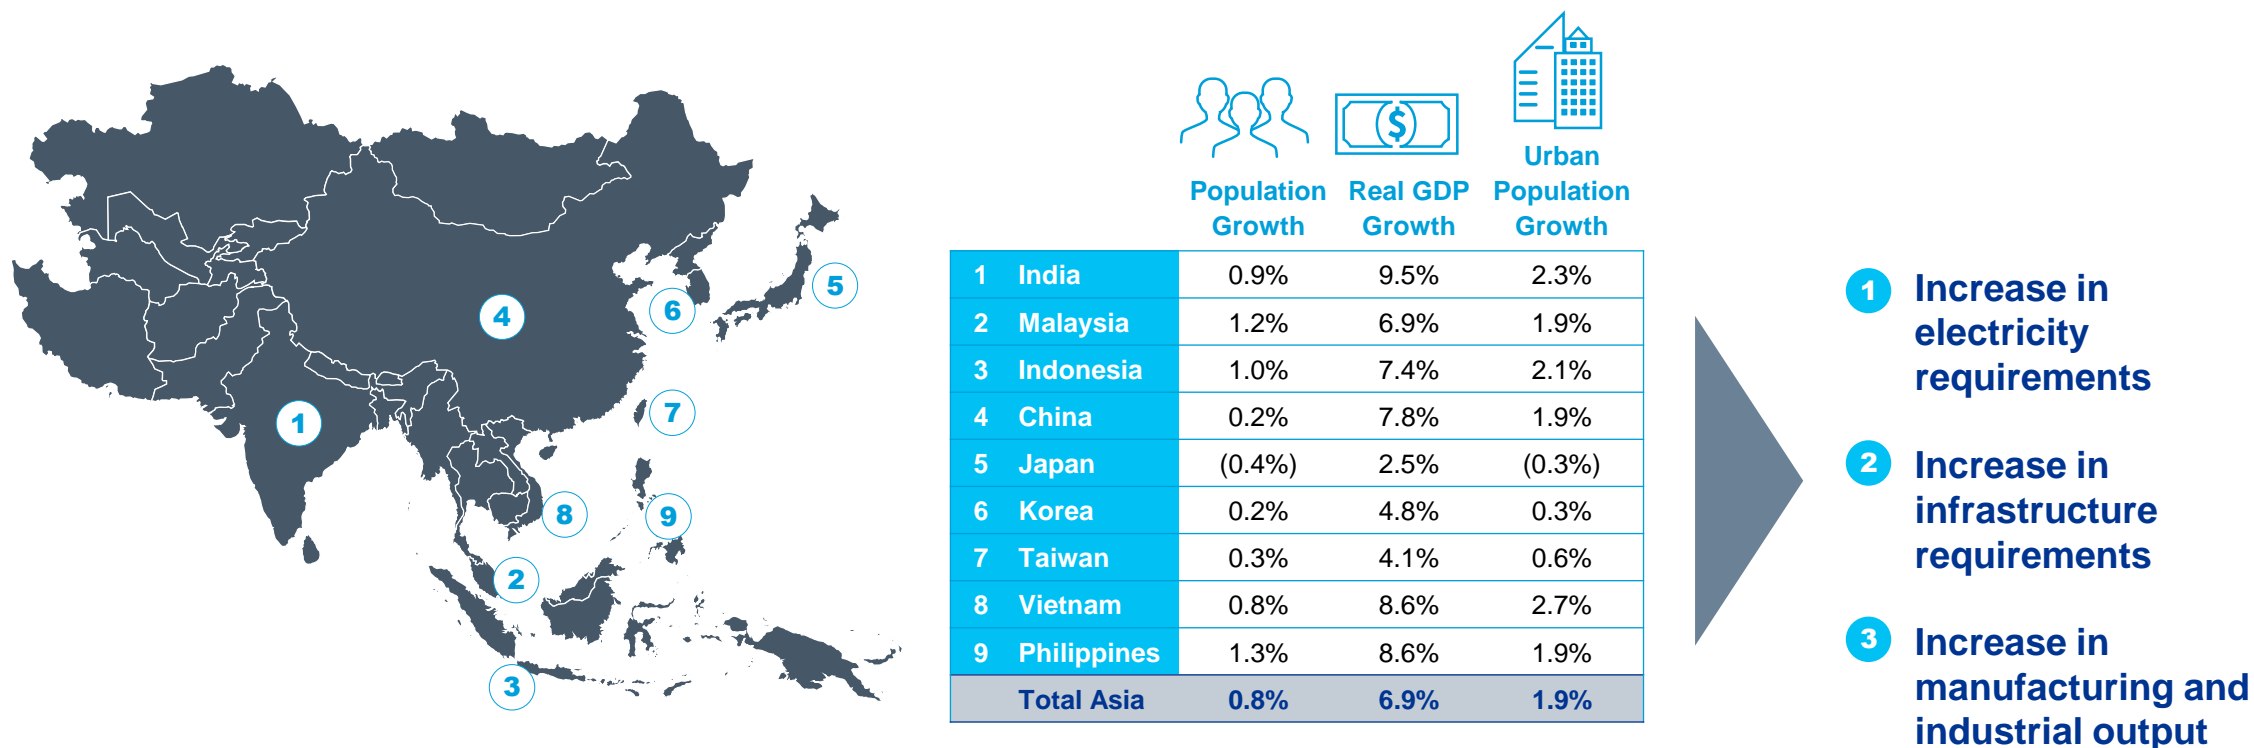 5
4
6
7
1
8
9
2
3
$
Population Growth
Real GDP Growth
Urban Population Growth
1 India 0.9% 9.5% 2.3%
2 Malaysia 1.2% 6.9% 1.9%
3 Indonesia 1.0% 7.4% 2.1%
4 China 0.2% 7.8% 1.9%
5 Japan (0.4%) 2.5% (0.3%)
6 Korea 0.2% 4.8% 0.3%
7 Taiwan 0.3% 4.1% 0.6%
8 Vietnam 0.8% 8.6% 2.7%
9 Philippines 1.3% 8.6% 1.9%
Total Asia 0.8% 6.9% 1.9%
1 Increase in
electricity
requirements
2 Increase in
infrastructure
requirements
3 Increase in
manufacturing and
industrial output